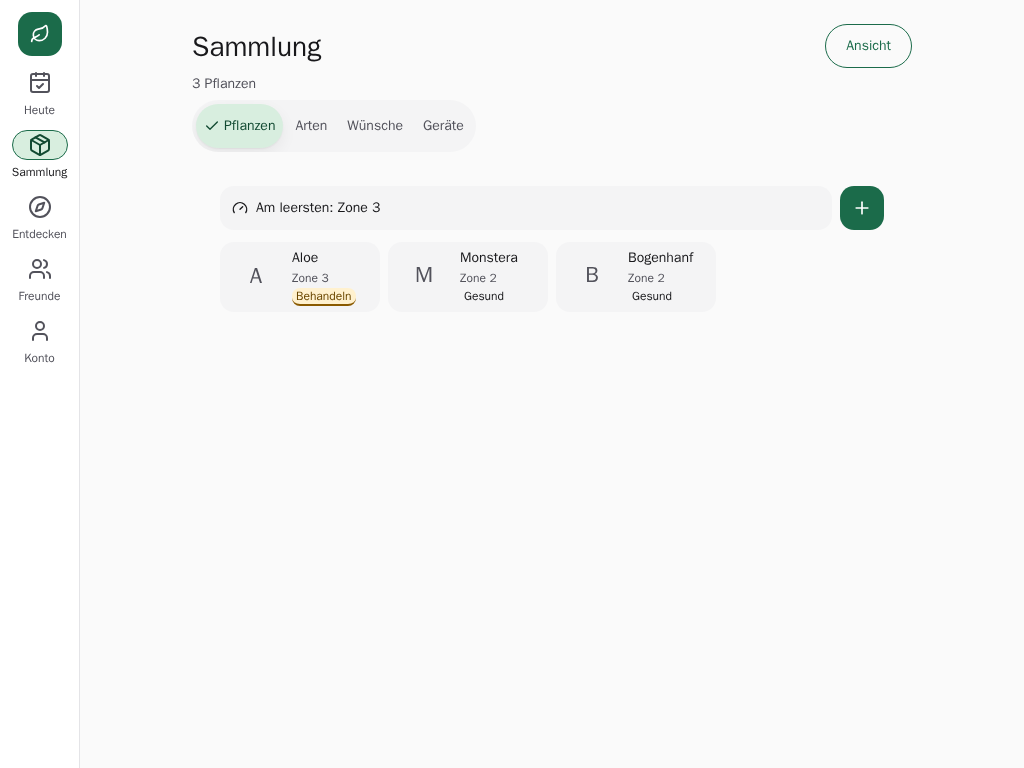 Heute
Sammlung
Entdecken
Freunde
Konto
Sammlung
Ansicht
3 Pflanzen
Pflanzen Arten Wünsche Geräte
Am leersten: Zone 3
A
Aloe
Zone 3
Behandeln
M
Monstera
Zone 2
Gesund
B
Bogenhanf
Zone 2
Gesund